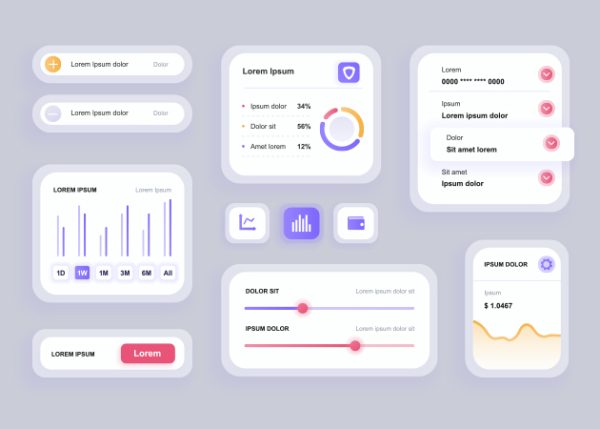 Lorem Ipsum dolor
Dolor
Lorem Ipsum dolor
Dolor
LOREM IPSUM
Lorem ipsum dolor
1D
1W
1M
3M
6M
All
LOREM IPSUM
Lorem
Lorem Ipsum
Ipsum dolor 34%
Dolor sit 56%
Amet lorem 12%
DOLOR SIT
Lorem ipsum dolor sit
IPSUM DOLOR
Lorem ipsum dolor sit
Lorem
0000 **** **** 0000
Ipsum
Lorem ipsum dolor
Dolor
Sit amet lorem
Sit amet
Ipsum dolor
IPSUM DOLOR
Ipsum
$ 1.0467